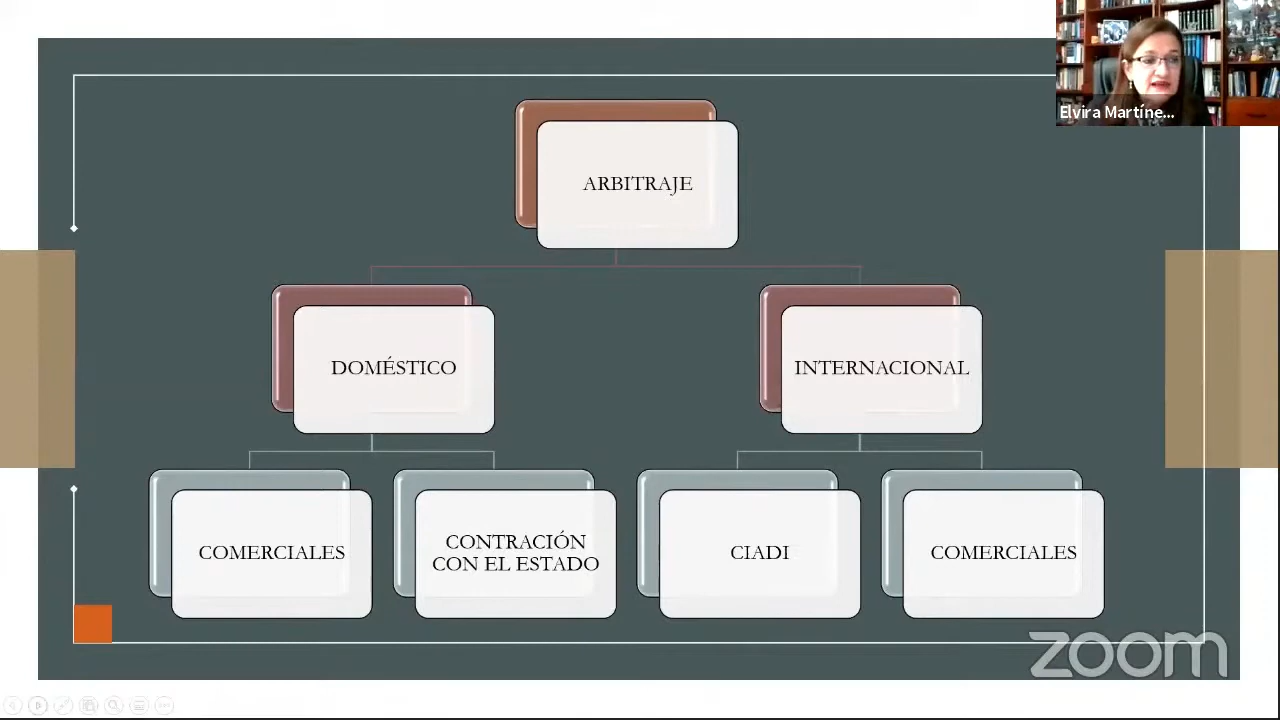 Elvira Martíne...
ARBITRAJE
DOMÉSTICO
INTERNACIONAL
COMERCIALES
CONTRACIÓN
CON EL ESTADO
CIADI
COMERCIALES
zoom